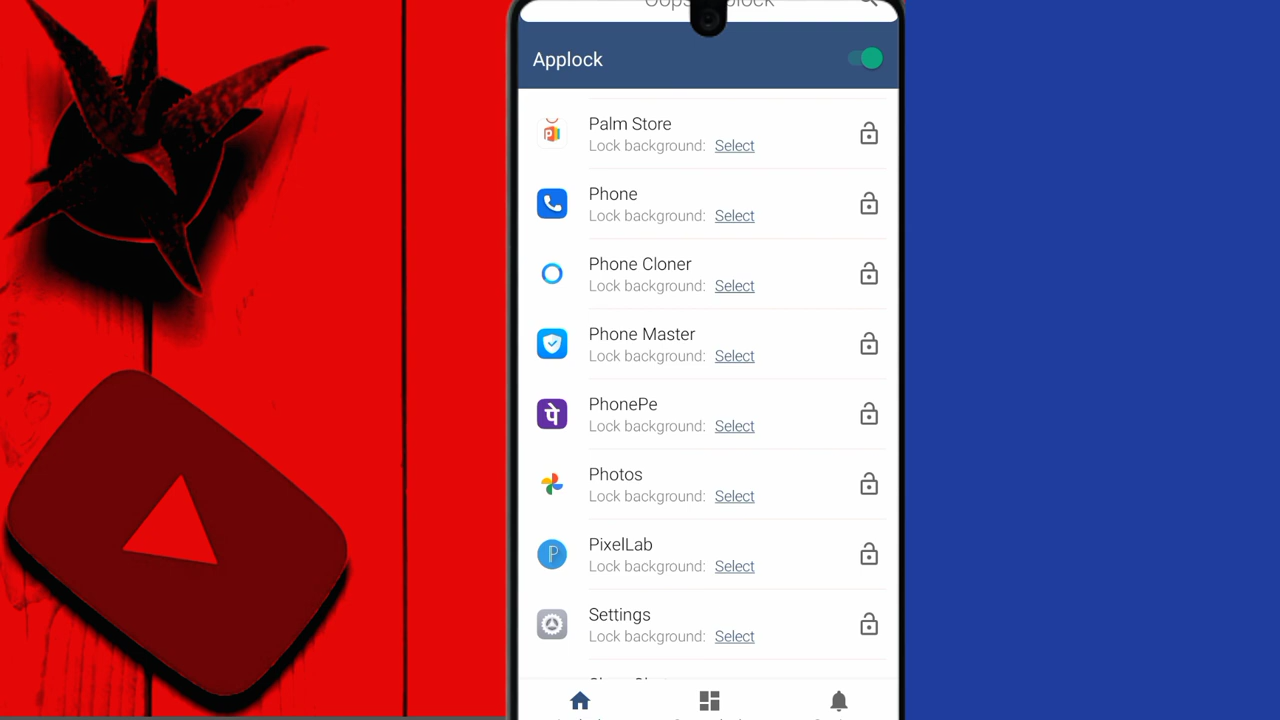 Applock
Palm Store
Lock background: Select
Phone
Lock background: Select
Phone Cloner
Lock background: Select
Phone Master
Lock background: Select
PhonePe
Lock background: Select
Photos
Lock background: Select
PixelLab
Lock background: Select
Settings
Lock background: Select